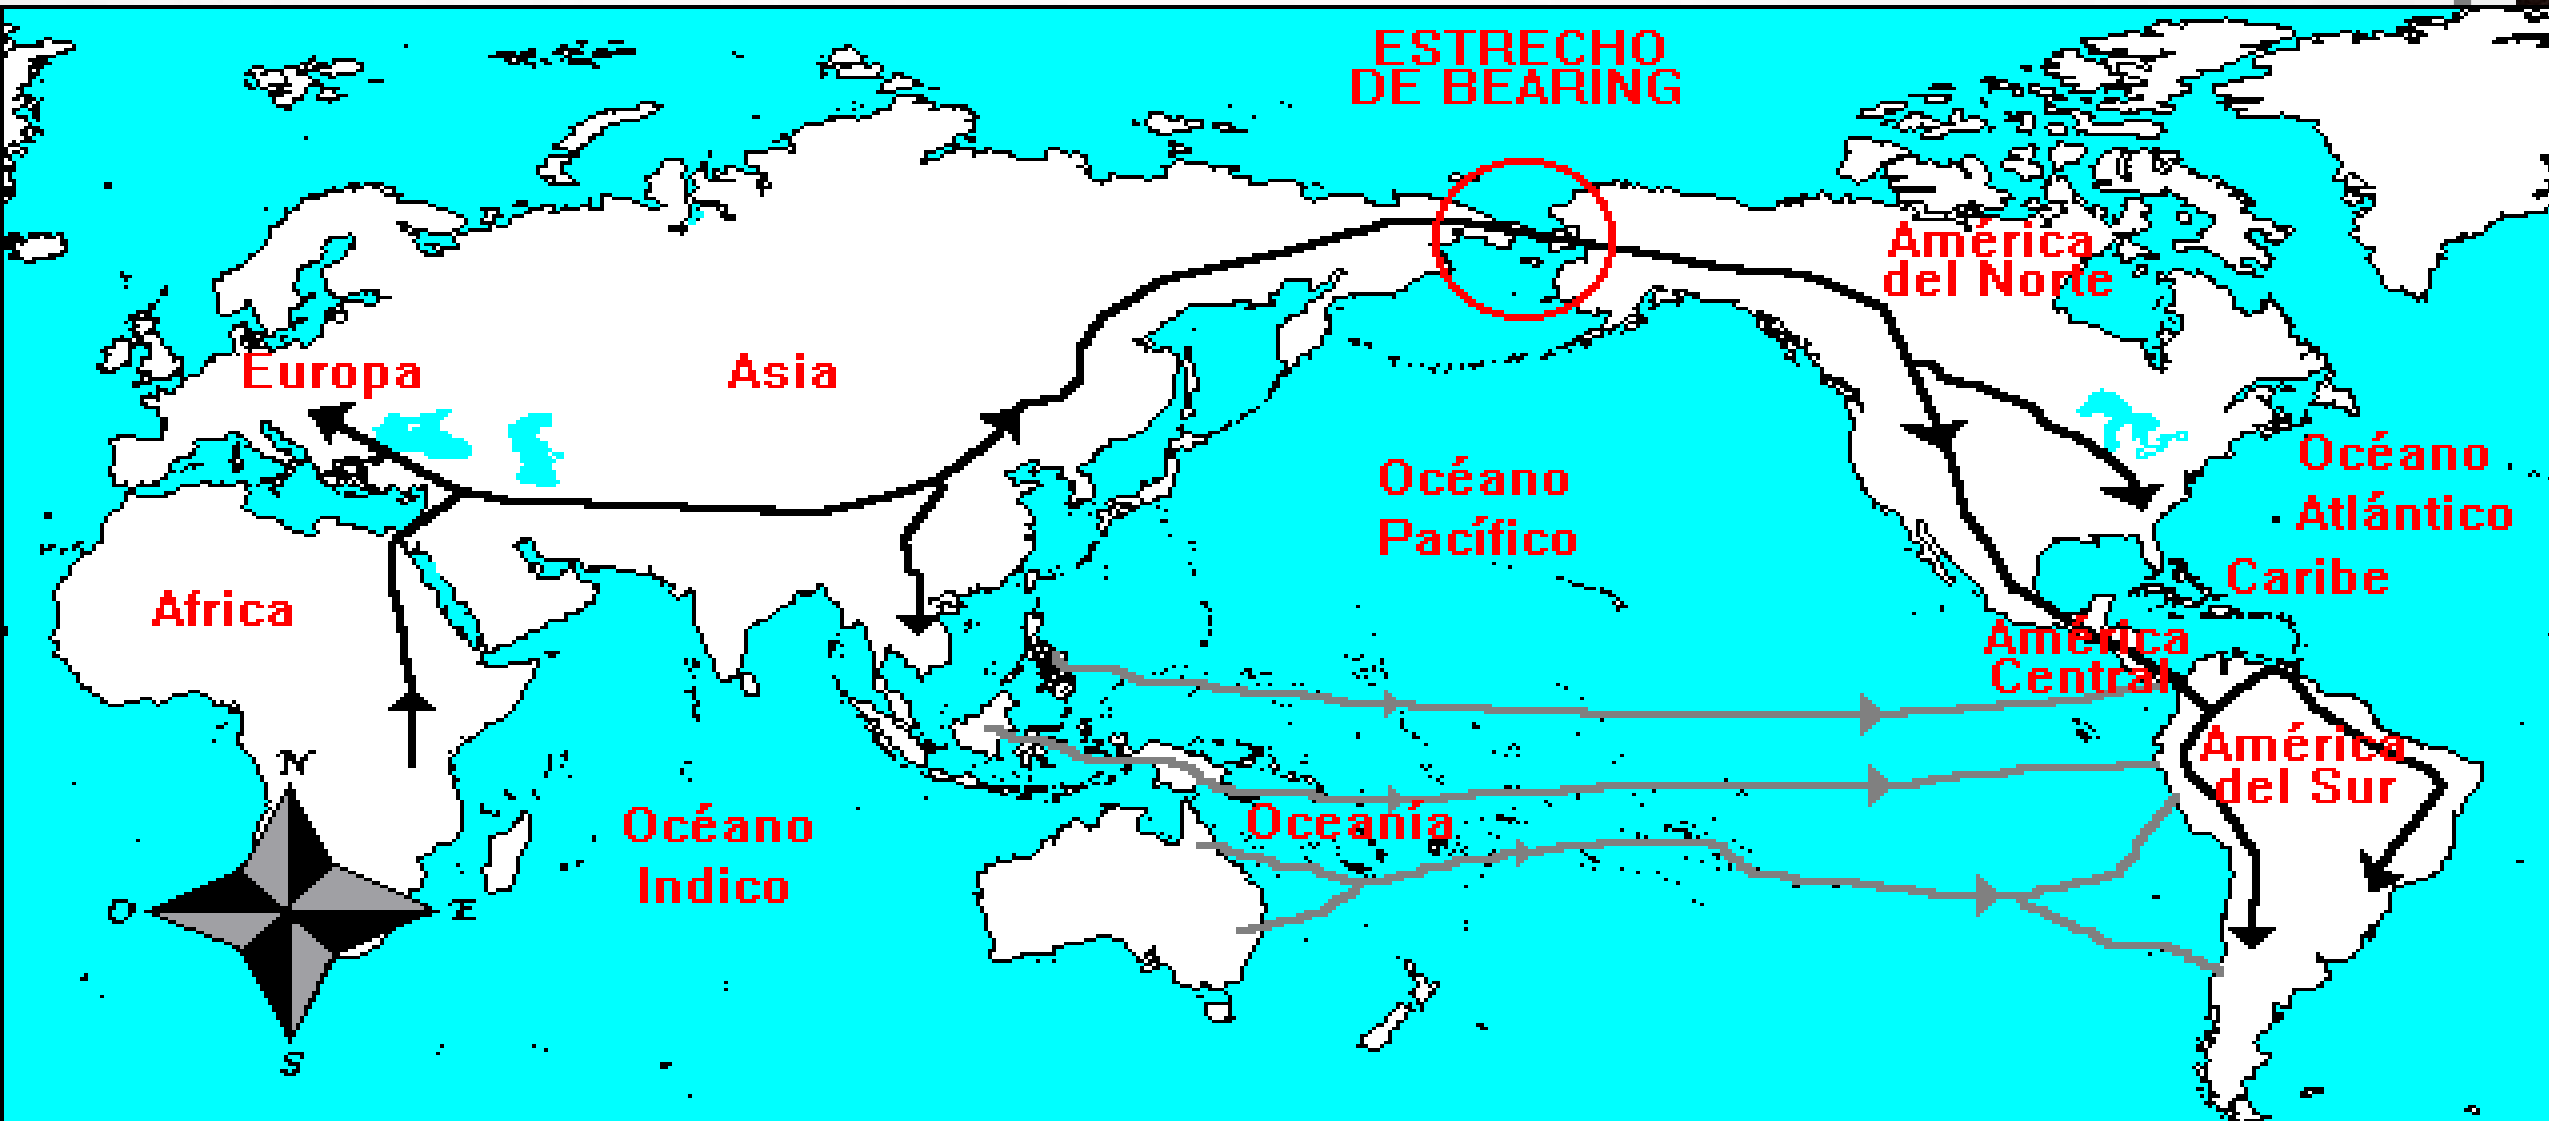 ESTRECHO
DE BEARING
América
del Norte
Europa
Asia
Océano
Pacífico
Océano
Atlántico
Caribe
Africa
América
Central
América
del Sur
Oceanía
Océano
Indico
N
O
E
S